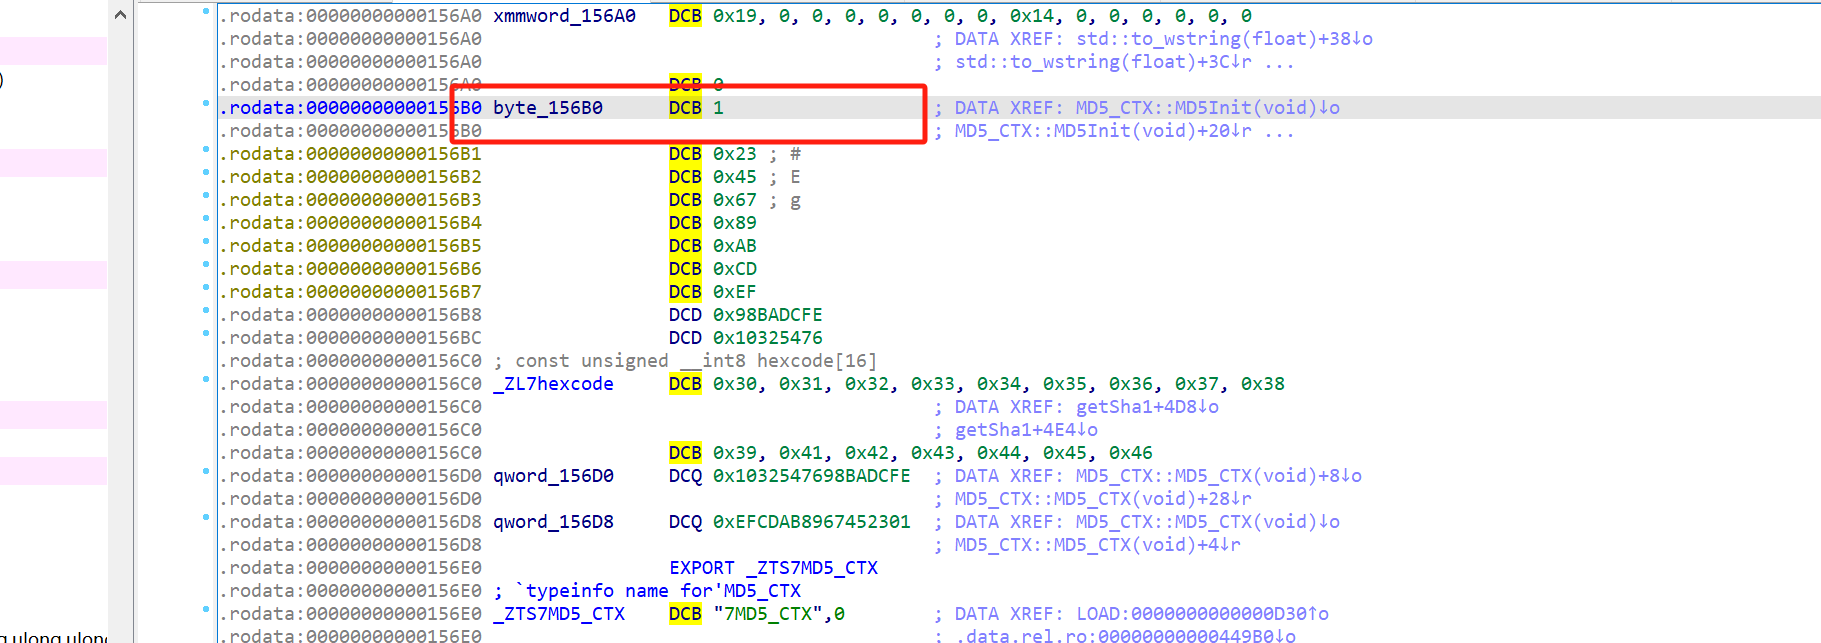 .rodata:00000000000156A0 xmmword_156A0   DCB 0x19, 0, 0, 0, 0, 0, 0, 0, 0x14, 0, 0, 0, 0, 0, 0
.rodata:00000000000156A0                                         ; DATA XREF: std::to_wstring(float)+38↓o
.rodata:00000000000156A0                                         ; std::to_wstring(float)+3C↓r ...
.rodata:00000000000156A0                 DCB 0
)
.rodata:00000000000156B0 byte_156B0      DCB 1                   ; DATA XREF: MD5_CTX::MD5Init(void)↓o
.rodata:00000000000156B0                                         ; MD5_CTX::MD5Init(void)+20↓r ...
.rodata:00000000000156B1                 DCB 0x23 ; #
.rodata:00000000000156B2                 DCB 0x45 ; E
.rodata:00000000000156B3                 DCB 0x67 ; g
.rodata:00000000000156B4                 DCB 0x89
.rodata:00000000000156B5                 DCB 0xAB
.rodata:00000000000156B6                 DCB 0xCD
.rodata:00000000000156B7                 DCB 0xEF
.rodata:00000000000156B8                 DCD 0x98BADCFE
.rodata:00000000000156BC                 DCD 0x10325476
.rodata:00000000000156C0 ; const unsigned __int8 hexcode[16]
.rodata:00000000000156C0 _ZL7hexcode     DCB 0x30, 0x31, 0x32, 0x33, 0x34, 0x35, 0x36, 0x37, 0x38
.rodata:00000000000156C0                                         ; DATA XREF: getSha1+4D8↓o
.rodata:00000000000156C0                                         ; getSha1+4E4↓o
.rodata:00000000000156C0                 DCB 0x39, 0x41, 0x42, 0x43, 0x44, 0x45, 0x46
.rodata:00000000000156D0 qword_156D0     DCQ 0x1032547698BADCFE  ; DATA XREF: MD5_CTX::MD5_CTX(void)+8↓o
.rodata:00000000000156D0                                         ; MD5_CTX::MD5_CTX(void)+28↓r
.rodata:00000000000156D8 qword_156D8     DCQ 0xEFCDAB8967452301  ; DATA XREF: MD5_CTX::MD5_CTX(void)↓o
.rodata:00000000000156D8                                         ; MD5_CTX::MD5_CTX(void)+4↓r
.rodata:00000000000156E0                 EXPORT _ZTS7MD5_CTX
.rodata:00000000000156E0 ; `typeinfo name for'MD5_CTX
.rodata:00000000000156E0 _ZTS7MD5_CTX    DCB "7MD5_CTX",0        ; DATA XREF: LOAD:0000000000000D30↑o
.rodata:00000000000156E0                                         ; .data.rel.ro:00000000000449B0↓o